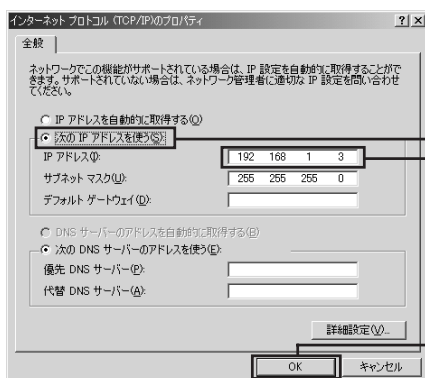 インターネット プロトコル (TCP/IP)のプロパティ
全般
ネットワークでこの機能がサポートされている場合は、IP 設定を自動的に取得することがで
きます。サポートされていない場合は、ネットワーク管理者に適切な IP 設定を問い合わせ
てください。
IP アドレスを自動的に取得する(O)
次の IP アドレスを使う(S):
IP アドレス(I): 192 168 1 3
サブネット マスク(U): 255 255 255 0
デフォルト ゲートウェイ(D):
DNS サーバーのアドレスを自動的に取得する(B)
次の DNS サーバーのアドレスを使う(E):
優先 DNS サーバー(P):
代替 DNS サーバー(A):
詳細設定(V)...
OK キャンセル